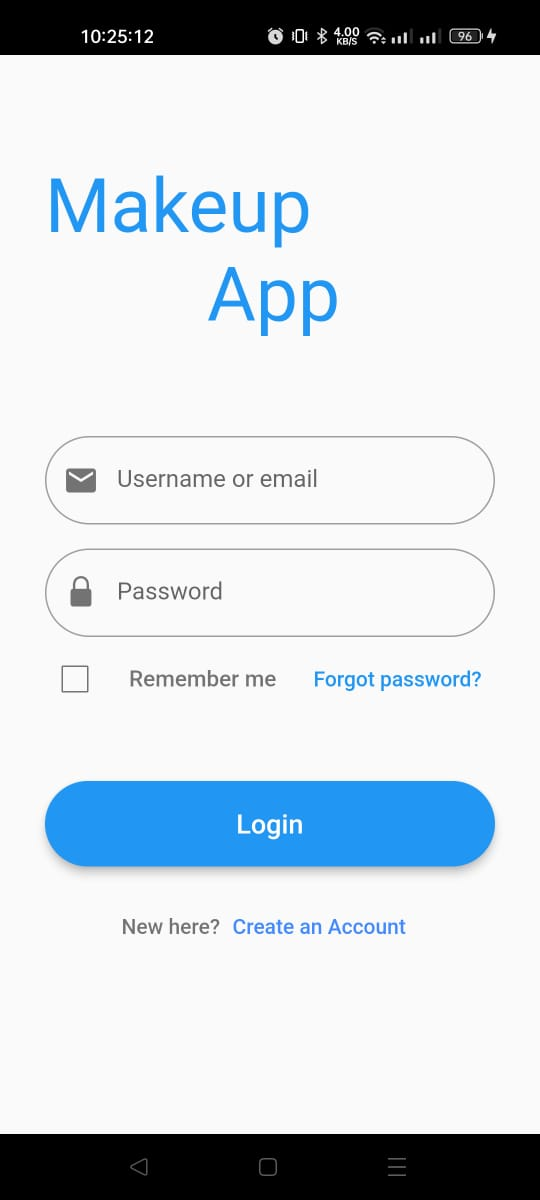 10:25:12 4.00 KB/S 96
Makeup
App
Username or email
Password
Remember me Forgot password?
Login
New here? Create an Account